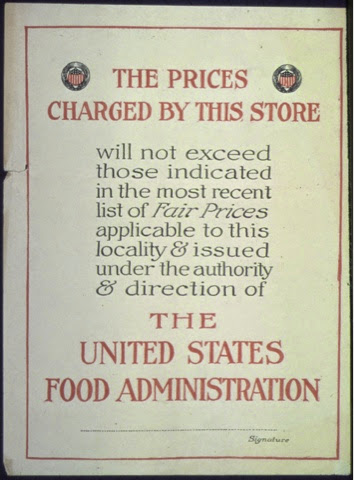 THE PRICES
CHARGED BY THIS STORE
will not exceed
those indicated
in the most recent
list of Fair Prices
applicable to this
locality & issued
under the authority
& direction of
THE
UNITED STATES
FOOD ADMINISTRATION
Signature